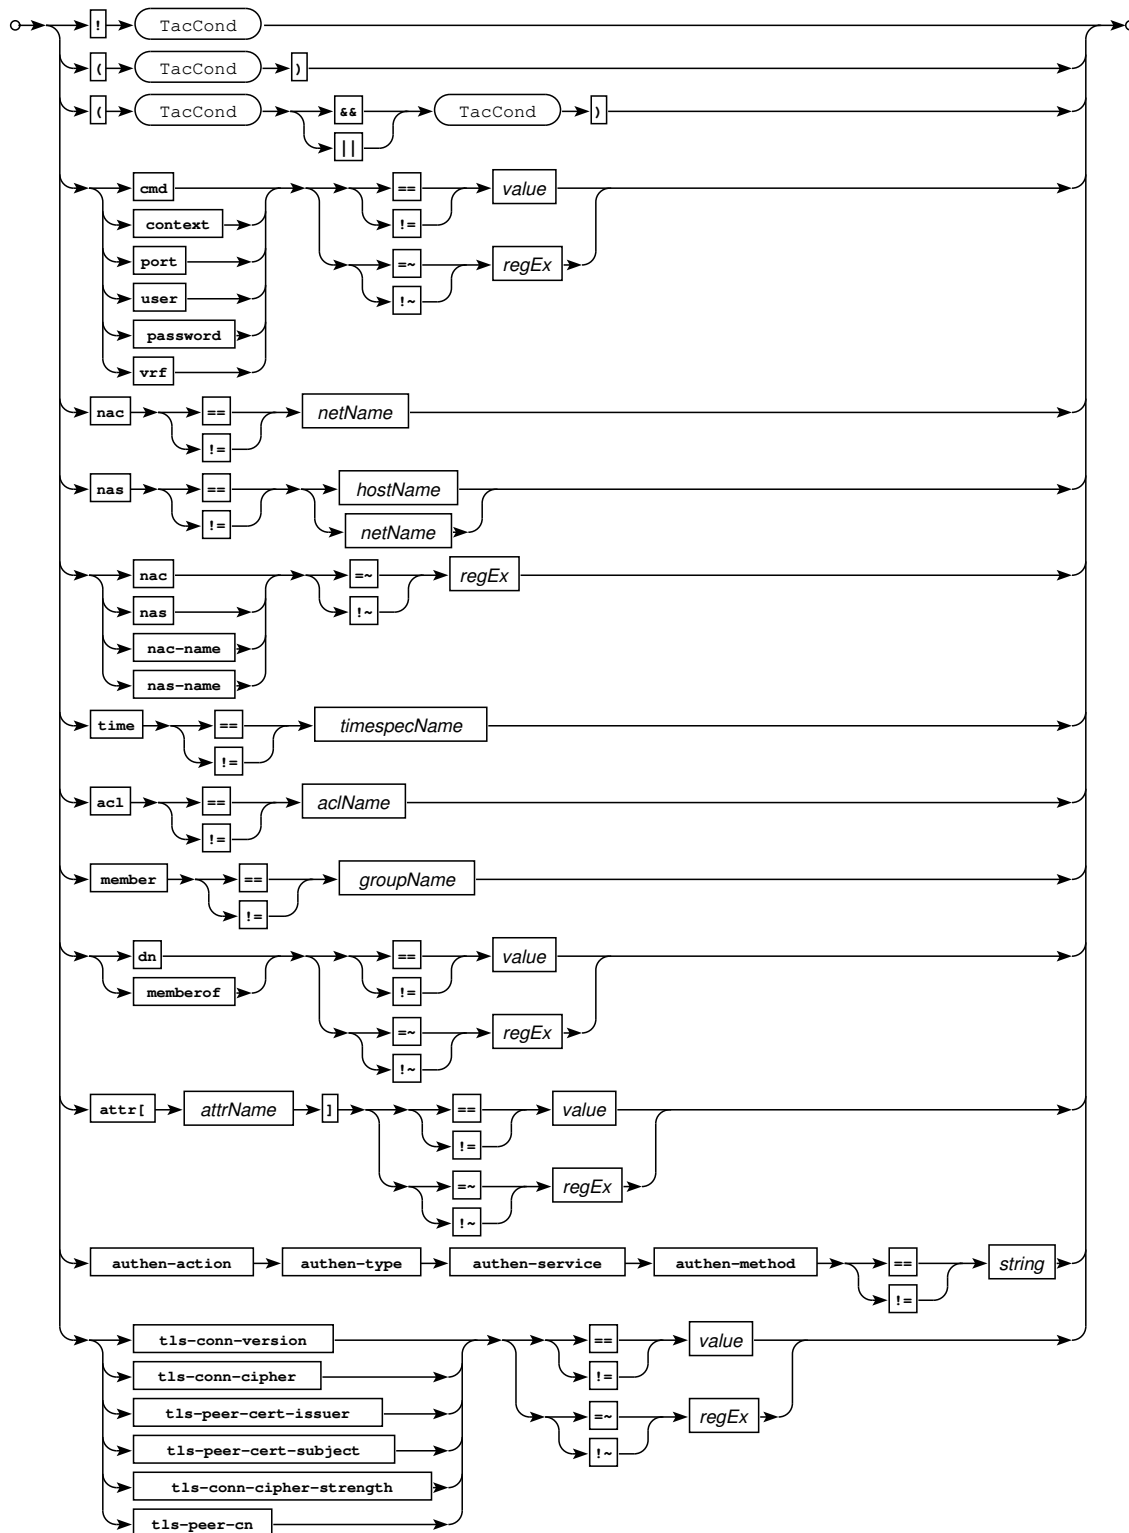 ! TacCond
( TacCond )
( TacCond && TacCond )
||
cmd == value
context !=
port =~ regEx
user !~
password
vrf
nac == netName
!=
nas == hostName
!= netName
nac =~ regEx
nas !~
nac-name
nas-name
time == timespecName
!=
acl == aclName
!=
member == groupName
!=
dn == value
memberof !=
=~ regEx
!~
attr[ attrName ] == value
!=
=~ regEx
!~
authen-action authen-type authen-service authen-method == string
!=
tls-conn-version == value
tls-conn-cipher !=
tls-peer-cert-issuer =~ regEx
tls-peer-cert-subject !~
tls-conn-cipher-strength
tls-peer-cn